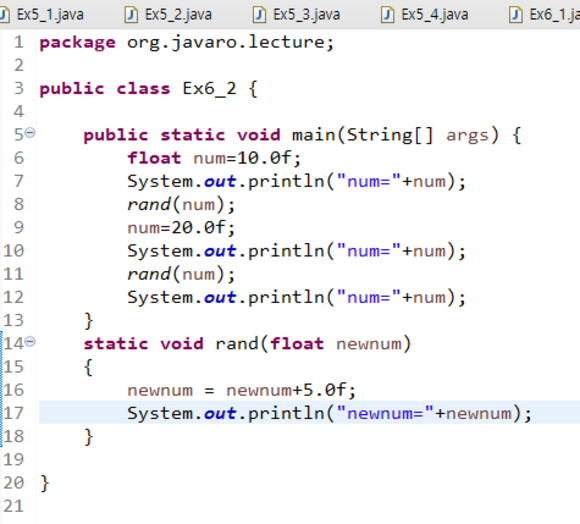 Ex5_1.java Ex5_2.java Ex5_3.java Ex5_4.java
1 package org.javaro.lecture;
2
3 public class Ex6_2 {
4
5 public static void main(String[] args) {
6 float num=10.0f;
7 System.out.println("num="+num);
8 rand(num);
9 num=20.0f;
10 System.out.println("num="+num);
11 rand(num);
12 System.out.println("num="+num);
13 }
14 static void rand(float newnum)
15 {
16 newnum = newnum+5.0f;
17 System.out.println("newnum="+newnum);
18 }
19
20 }
21